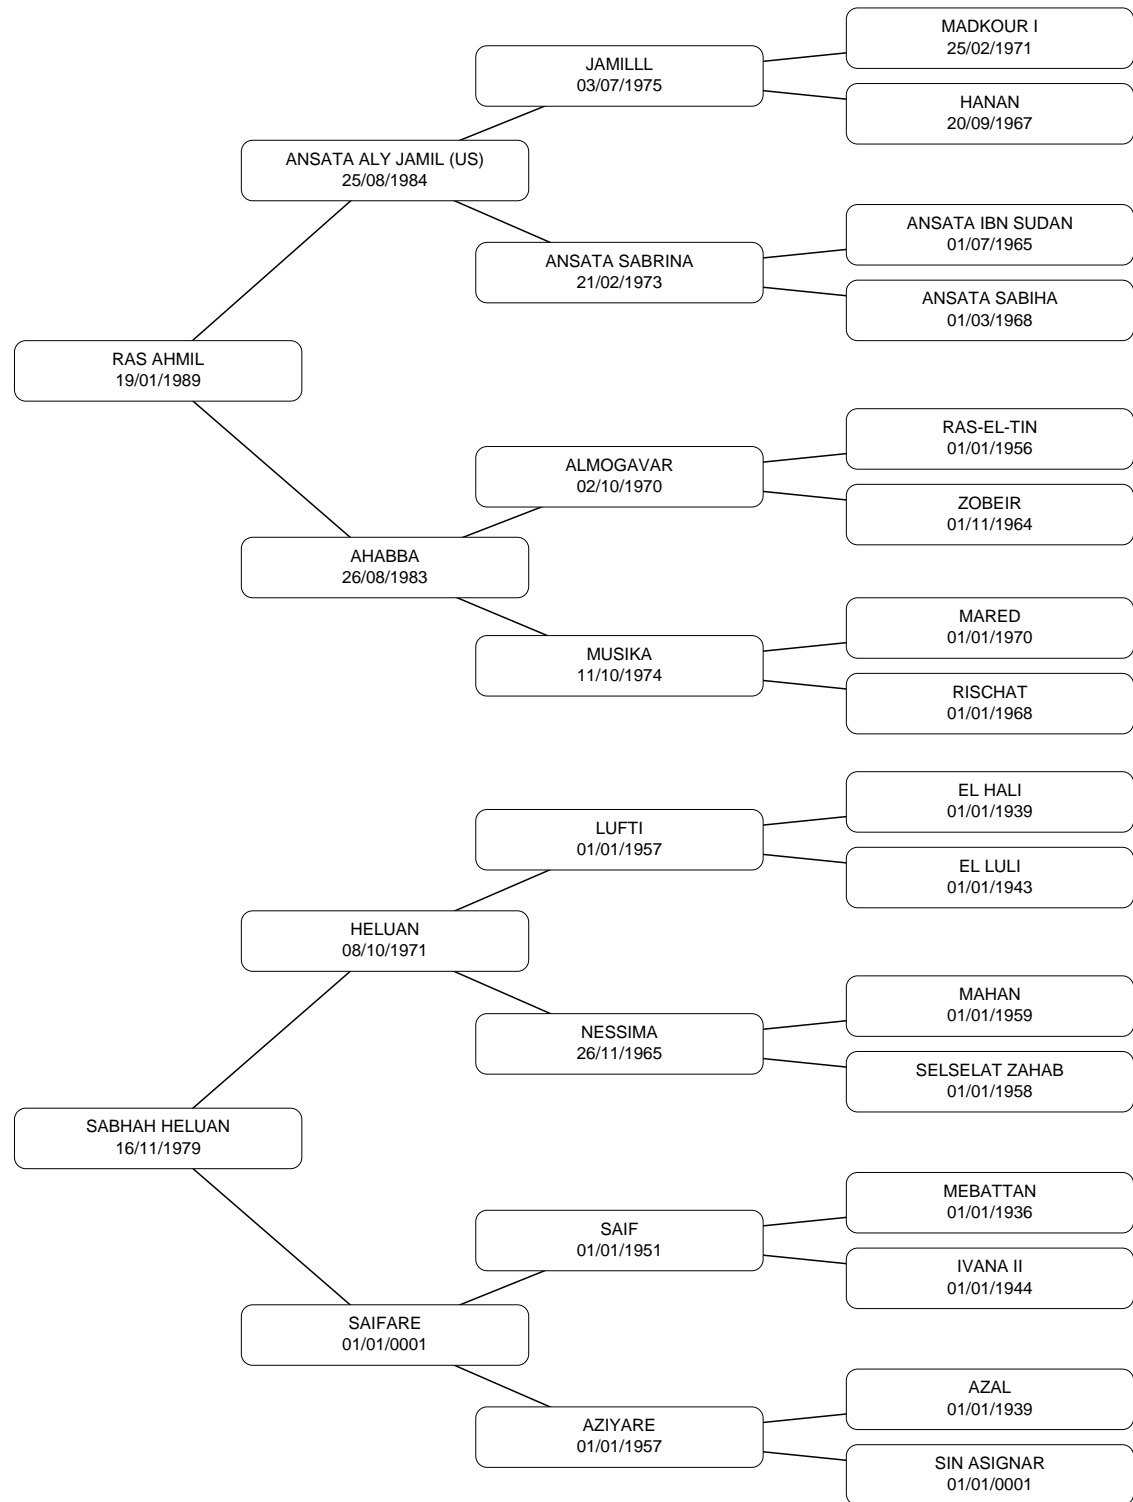 MADKOUR I
25/02/1971
JAMILLL
03/07/1975
HANAN
20/09/1967
ANSATA ALY JAMIL (US)
25/08/1984
ANSATA IBN SUDAN
01/07/1965
ANSATA SABRINA
21/02/1973
ANSATA SABIHA
01/03/1968
RAS AHMIL
19/01/1989
RAS-EL-TIN
01/01/1956
ALMOGAVAR
02/10/1970
ZOBEIR
01/11/1964
AHABBA
26/08/1983
MARED
01/01/1970
MUSIKA
11/10/1974
RISCHAT
01/01/1968
EL HALI
01/01/1939
LUFTI
01/01/1957
EL LULI
01/01/1943
HELUAN
08/10/1971
MAHAN
01/01/1959
NESSIMA
26/11/1965
SELSELAT ZAHAB
01/01/1958
SABHAH HELUAN
16/11/1979
MEBATTAN
01/01/1936
SAIF
01/01/1951
IVANA II
01/01/1944
SAIFARE
01/01/0001
AZAL
01/01/1939
AZIYARE
01/01/1957
SIN ASIGNAR
01/01/0001